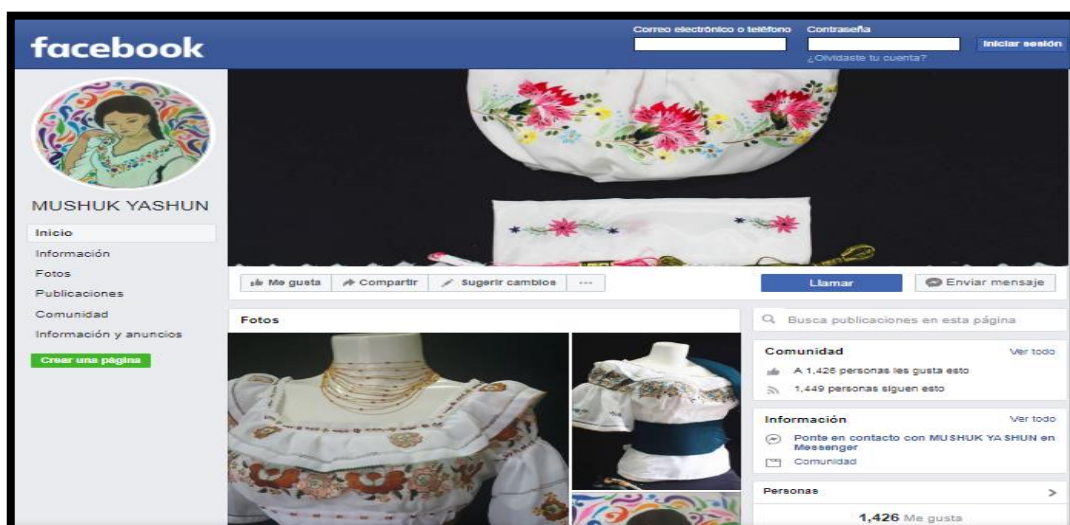 facebook
Correo electrónico o teléfono
Contraseña
Iniciar sesión
¿Olvidaste tu cuenta?
MUSHUK YASHUN
Inicio
Información
Fotos
Publicaciones
Comunidad
Información y anuncios
Crear una página
Me gusta
Compartir
Sugerir cambios
...
Llamar
Enviar mensaje
Fotos
Busca publicaciones en esta página
Comunidad
Ver todo
A 1,426 personas les gusta esto
1,449 personas siguen esto
Información
Ver todo
Ponte en contacto con MUSHUK YASHUN en
Messenger
Comunidad
Personas
>
1,426 Me gusta